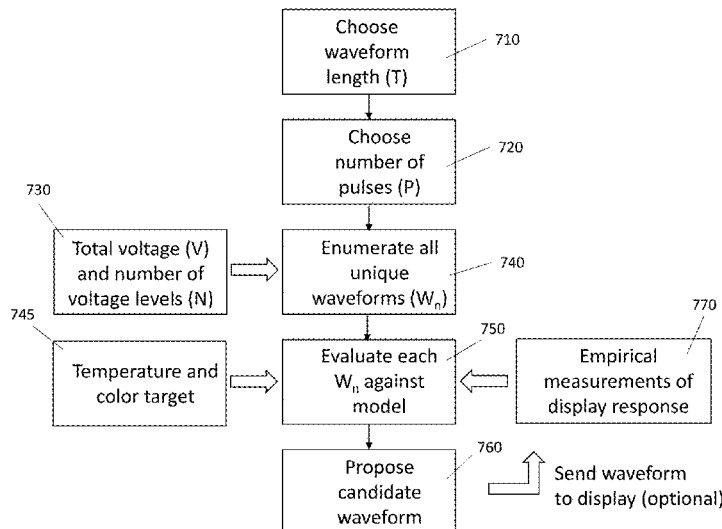 Choose
waveform
length (T)
710
Choose
number of
pulses (P)
720
730
Total voltage (V)
and number of
voltage levels (N)
Enumerate all
unique
waveforms (Wn)
740
745
Temperature and
color target
Evaluate each
Wn against
model
750
770
Empirical
measurements of
display response
Propose
candidate
waveform
760
Send waveform
to display (optional)